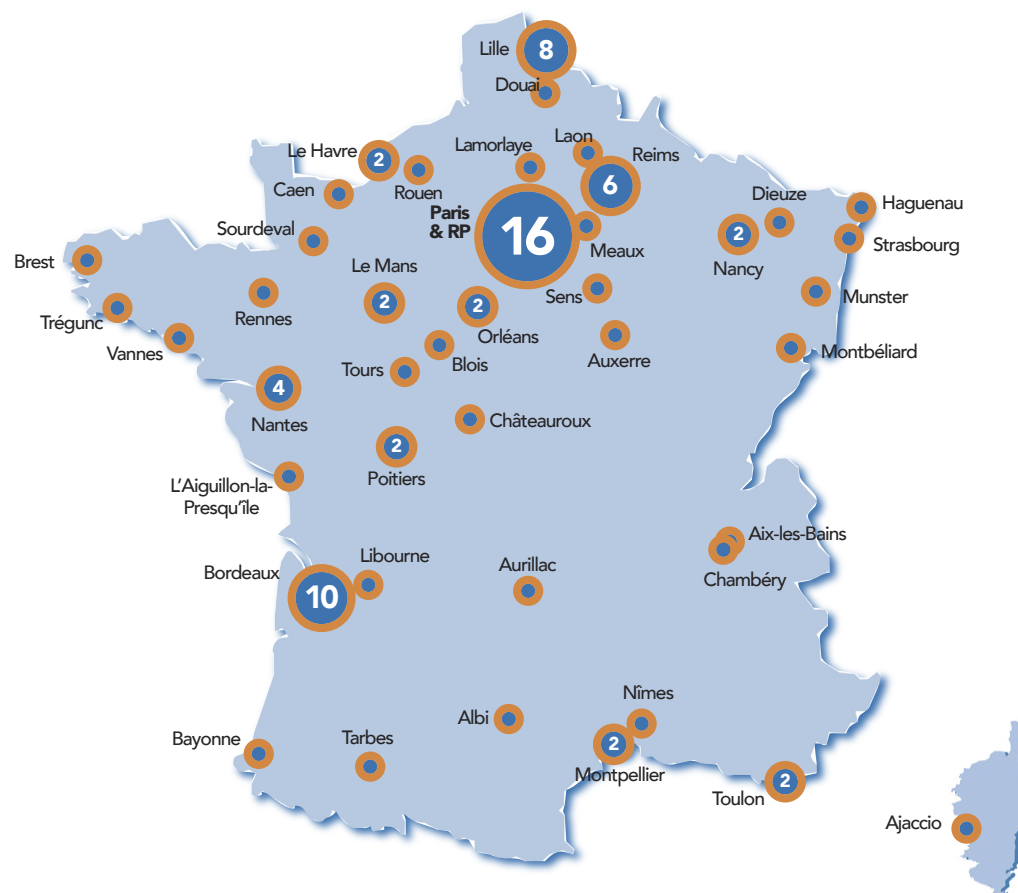 Lille
8
Douai
Le Havre
2
Lamorlaye
Laon
Reims
6
Caen
Rouen
Dieuze
Haguenau
Paris
& RP
16
Sourdeval
Meaux
2
Nancy
Strasbourg
Brest
Le Mans
2
Sens
Munster
Trégunc
Rennes
2
Orléans
Vannes
Auxerre
Montbéliard
Tours
Blois
4
Nantes
Châteauroux
2
Poitiers
L'Aiguillon-la-
Presqu'île
Aix-les-Bains
Chambéry
Libourne
Bordeaux
10
Aurillac
Nîmes
Albi
Bayonne
Tarbes
2
Montpellier
2
Toulon
Ajaccio